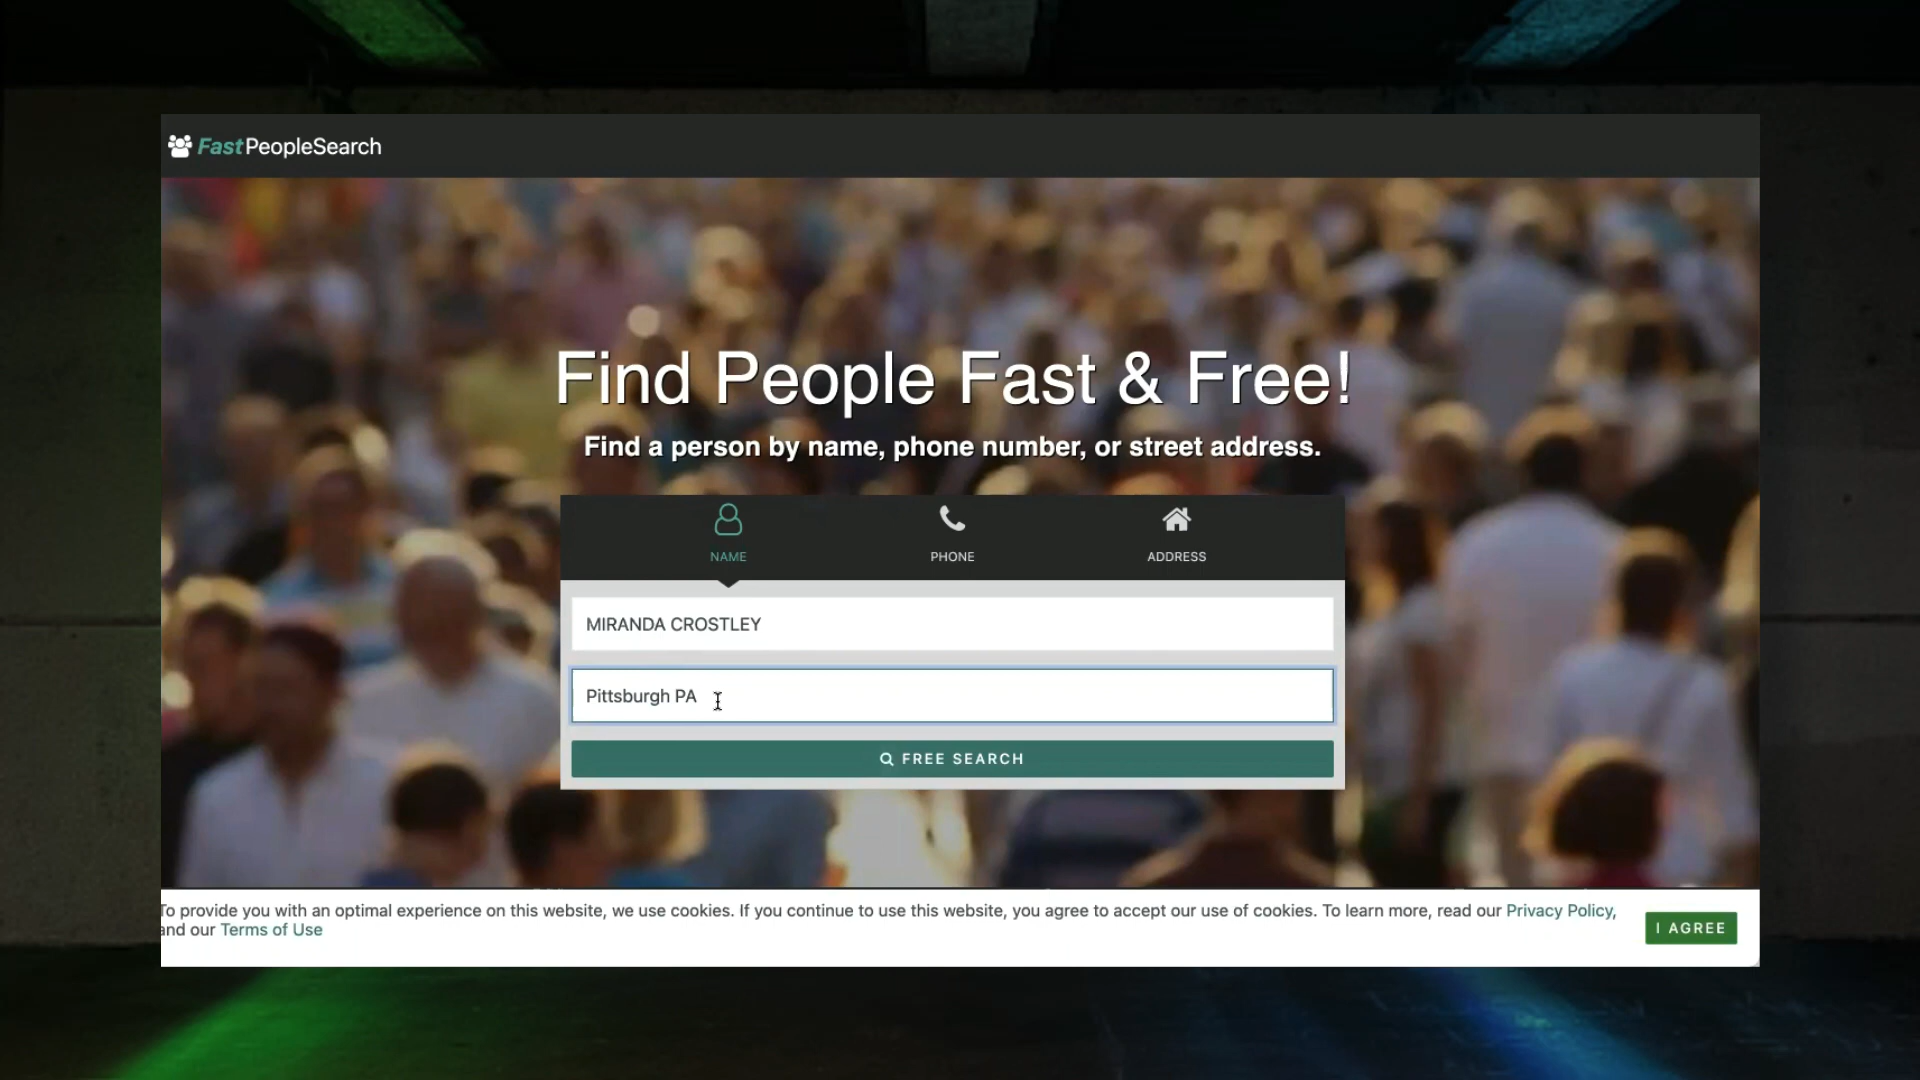 FastPeopleSearch
Find People Fast & Free!
Find a person by name, phone number, or street address.
NAME
PHONE
ADDRESS
MIRANDA CROSTLEY
Pittsburgh PA
FREE SEARCH
To provide you with an optimal experience on this website, we use cookies. If you continue to use this website, you agree to accept our use of cookies. To learn more, read our Privacy Policy,
and our Terms of Use
I AGREE